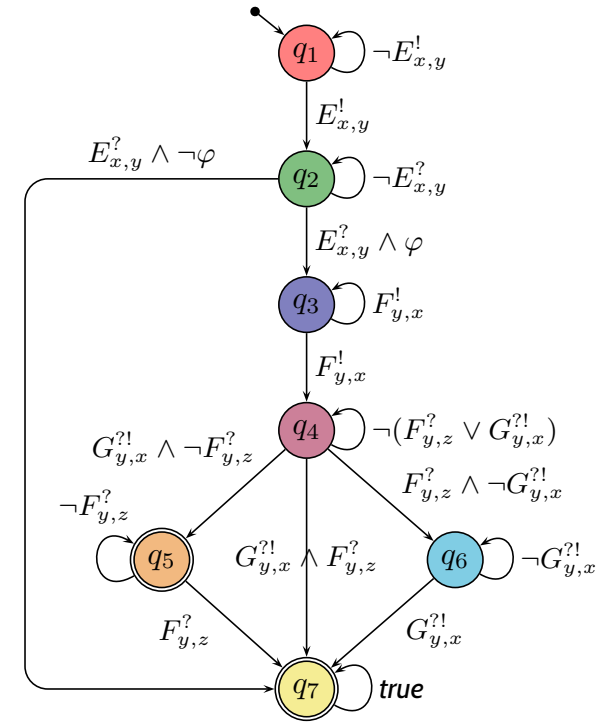 q₁
¬E!x,y
E!x,y
E?x,y ∧ ¬φ
q₂
¬E?x,y
E?x,y ∧ φ
q₃
F!y,x
F!y,x
q₄
¬(F?y,z ∨ G?!y,x)
G?!y,x ∧ ¬F?y,z
F?y,z ∧ ¬G?!y,x
¬F?y,z
q₅
G?!y,x ∧ F?y,z
q₆
¬G?!y,x
F?y,z
G?!y,x
q₇
true